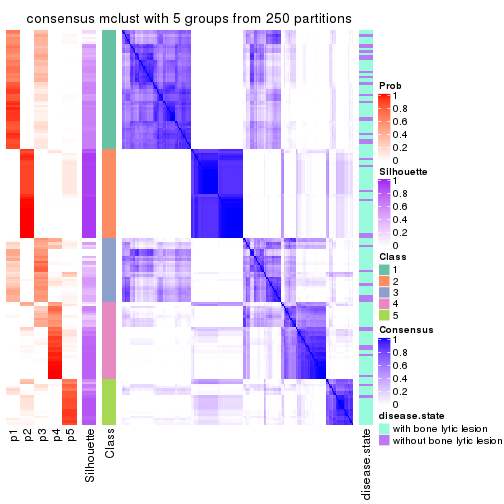 consensus mclust with 5 groups from 250 partitions
Prob
1
0.8
0.6
0.4
0.2
0
Silhouette
1
0.8
0.6
0.4
0.2
0
Class
1
2
3
4
5
Consensus
1
0.8
0.6
0.4
0.2
0
disease.state
with bone lytic lesion
without bone lytic lesion
p1
p2
p3
p4
p5
Silhouette
Class
disease.state